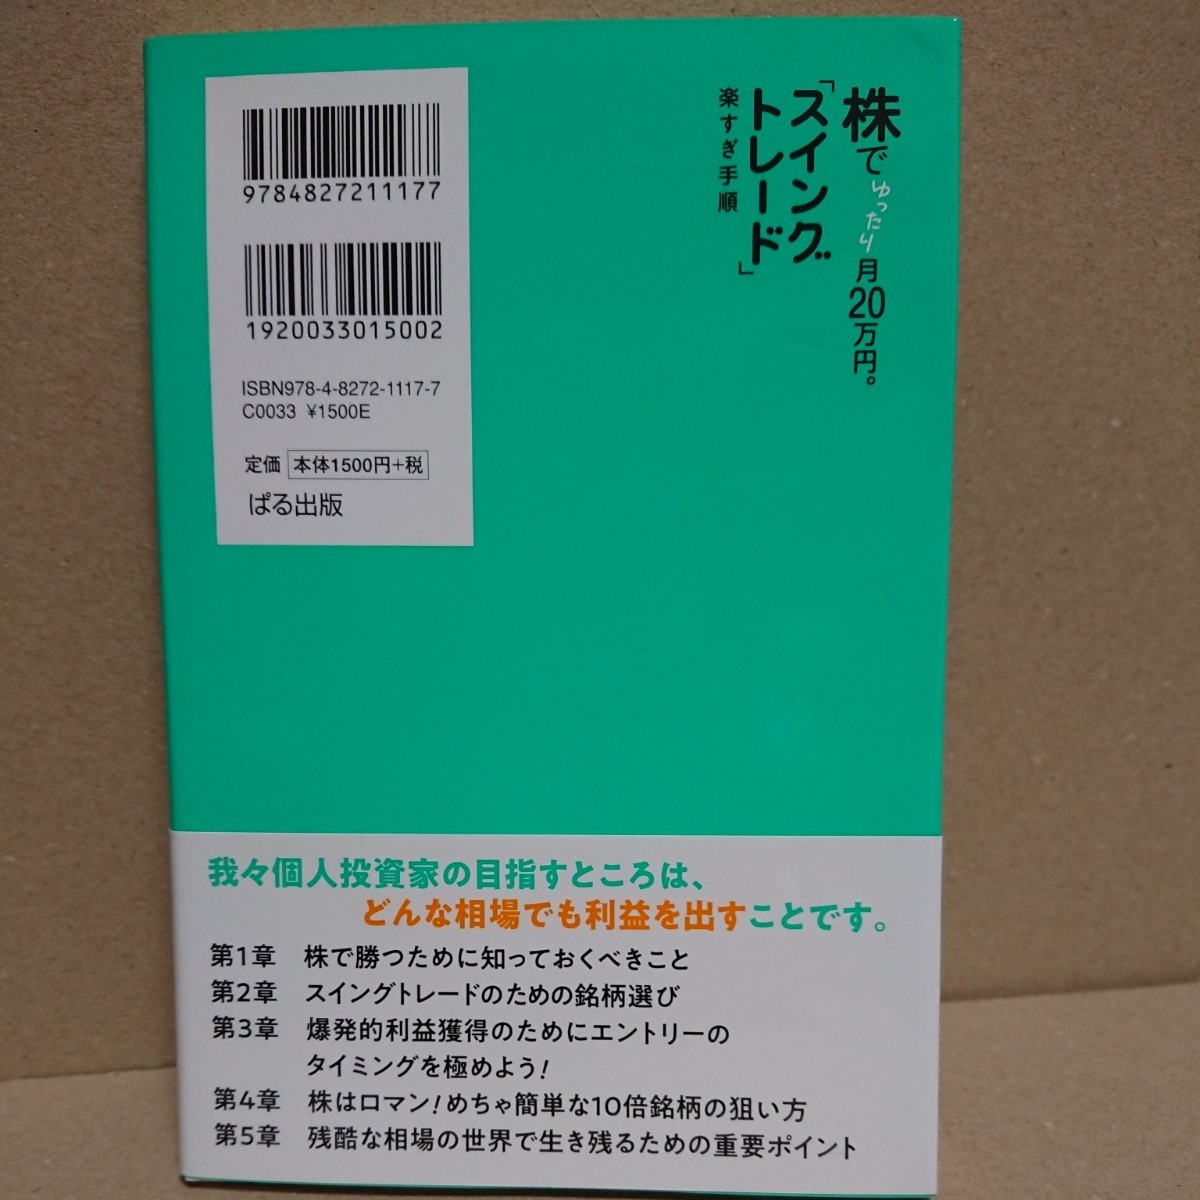 株でゆったり月20万円。
「スイング
トレード」
楽すぎ手順
9784827211177
1920033015002
ISBN978-4-8272-1117-7
C0033 ¥1500E
定価 本体1500円+税
ぱる出版
我々個人投資家の目指すところは、
どんな相場でも利益を出すことです。
第1章 株で勝つために知っておくべきこと
第2章 スイングトレードのための銘柄選び
第3章 爆発的利益獲得のためにエントリーの
タイミングを極めよう!
第4章 株はロマン!めちゃ簡単な10倍銘柄の狙い方
第5章 残酷な相場の世界で生き残るための重要ポイント